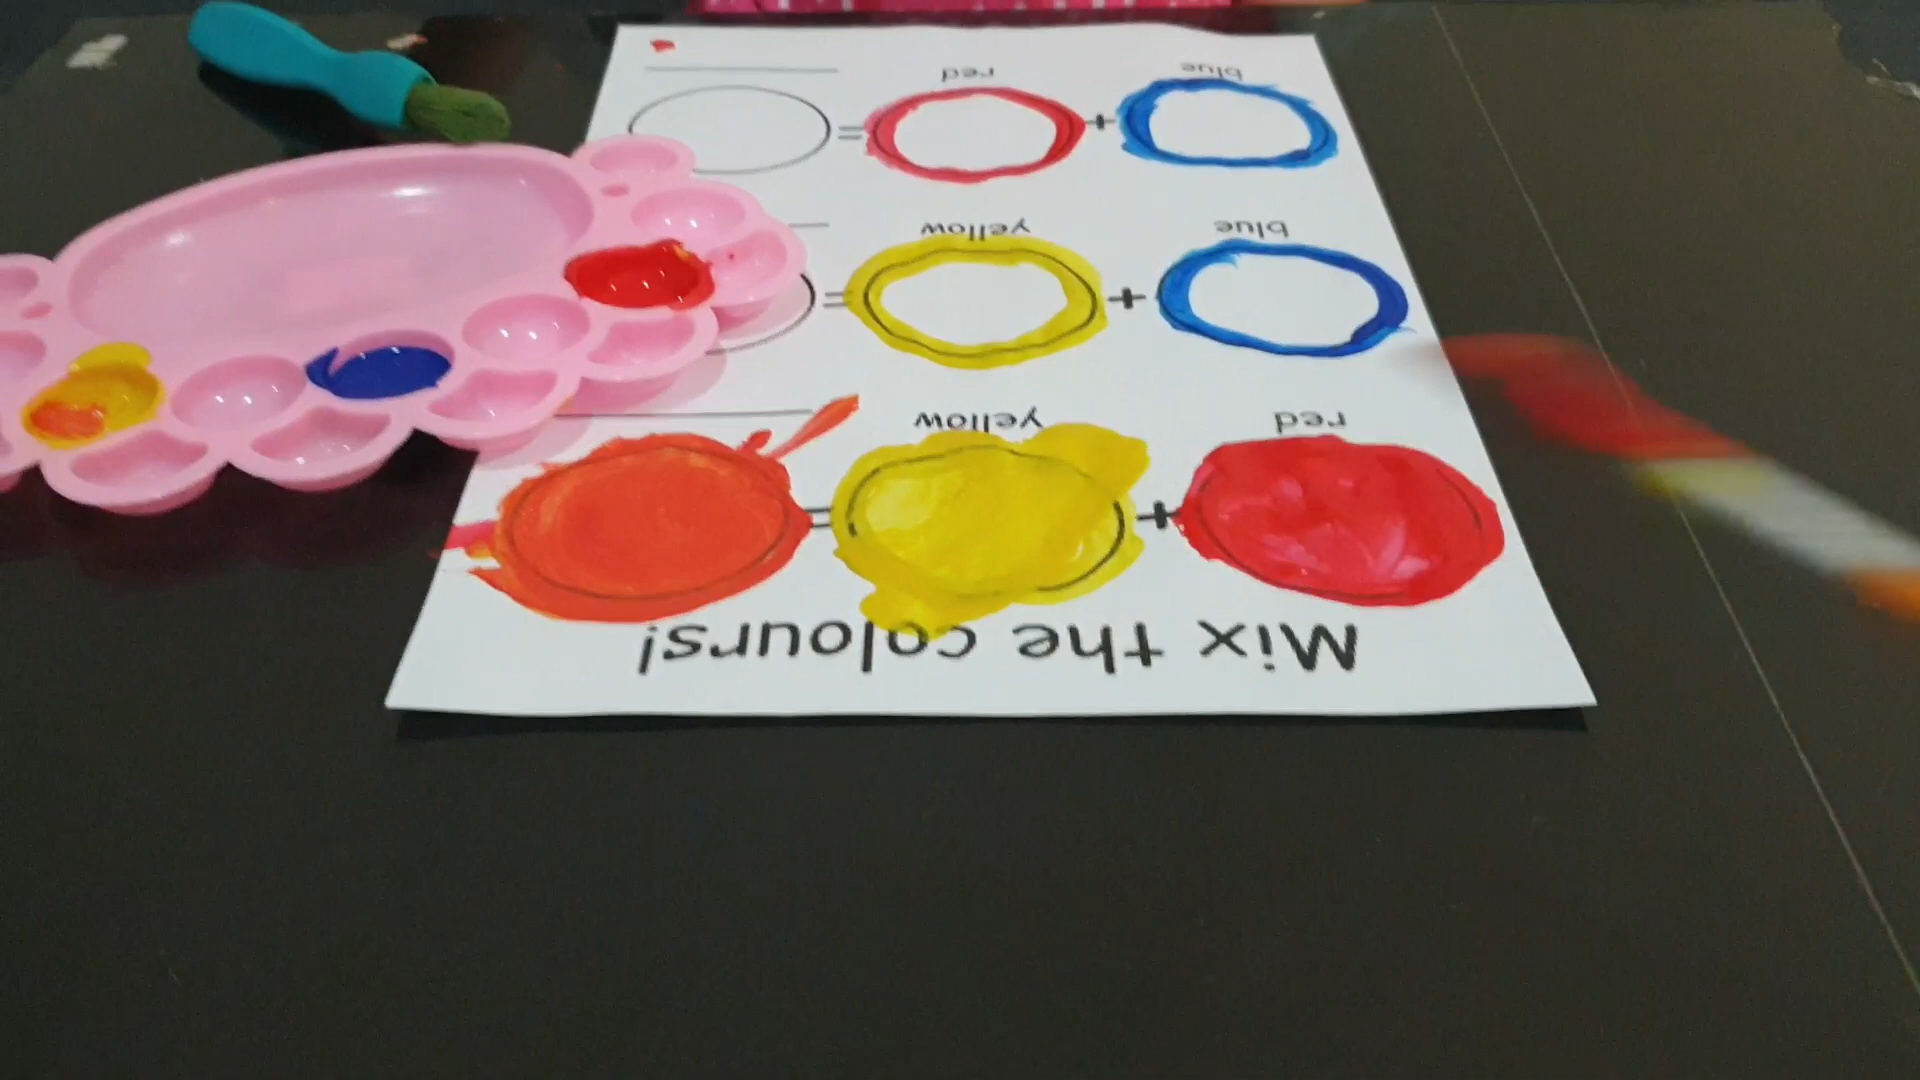 Mix the colours!
red + yellow =
blue + yellow =
blue + red =